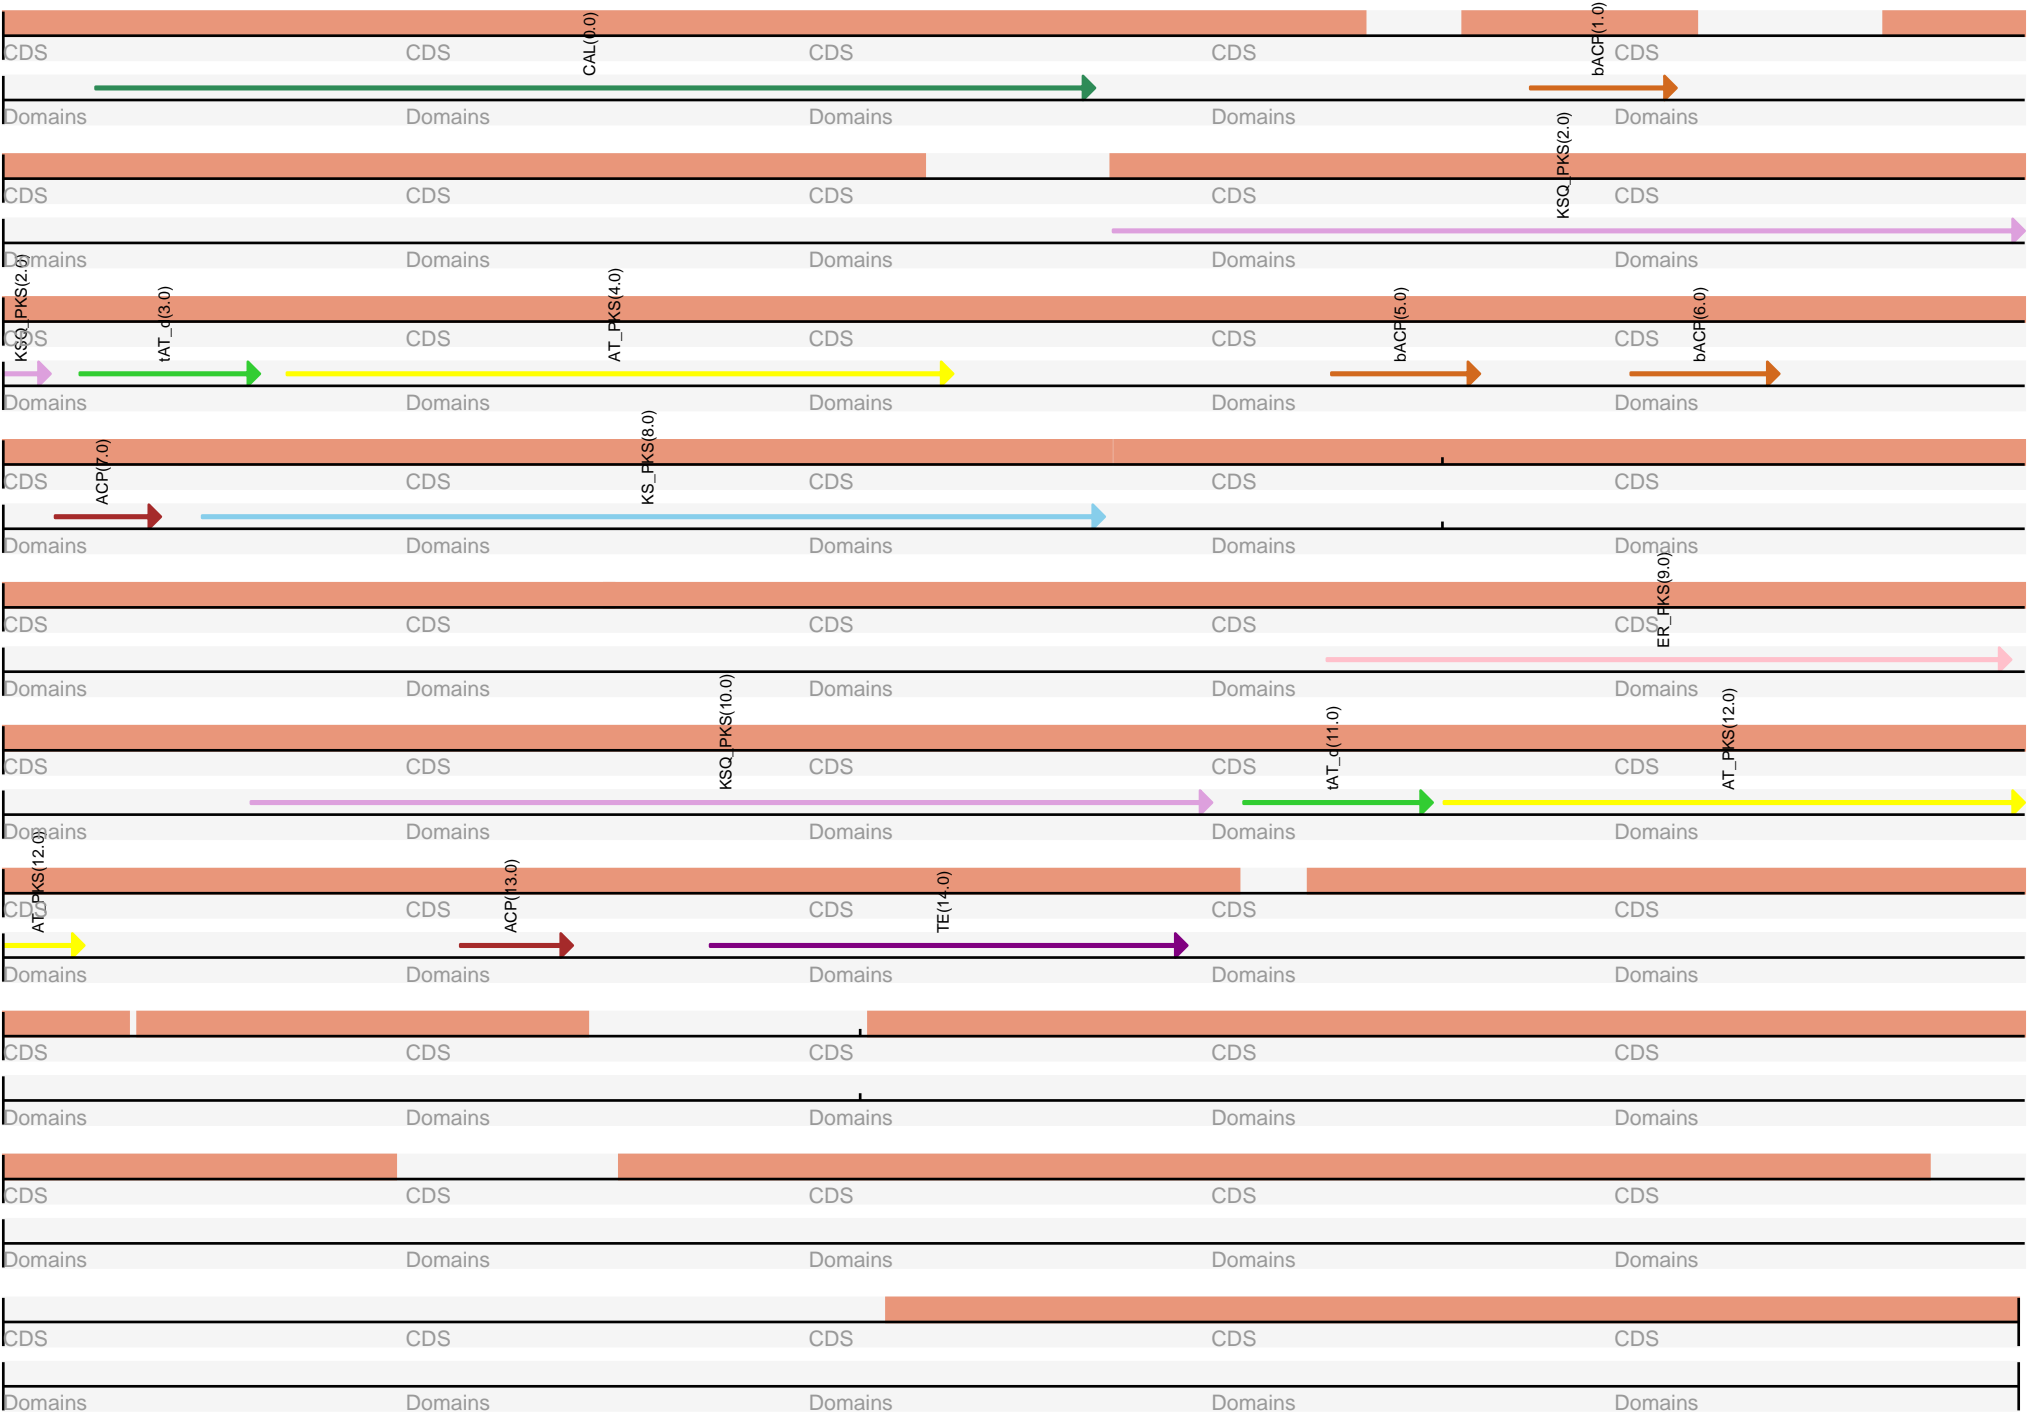 CAL(0.0) bACP(1.0)
CDS CDS CDS CDS CDS
Domains Domains Domains Domains Domains
KSQ_PKS(2.0)
CDS CDS CDS CDS CDS
Domains Domains Domains Domains Domains
KSQ_PKS(2.0) tAT_d(3.0) AT_PKS(4.0) bACP(5.0) bACP(6.0)
CDS CDS CDS CDS CDS
Domains Domains Domains Domains Domains
ACP(7.0) KS_PKS(8.0)
CDS CDS CDS CDS CDS
Domains Domains Domains Domains Domains
ER_PKS(9.0)
CDS CDS CDS CDS CDS
Domains Domains Domains Domains Domains
KSQ_PKS(10.0) tAT_d(11.0) AT_PKS(12.0)
CDS CDS CDS CDS CDS
Domains Domains Domains Domains Domains
AT_PKS(12.0) ACP(13.0) TE(14.0)
CDS CDS CDS CDS CDS
Domains Domains Domains Domains Domains
CDS CDS CDS CDS CDS
Domains Domains Domains Domains Domains
CDS CDS CDS CDS CDS
Domains Domains Domains Domains Domains
CDS CDS CDS CDS CDS
Domains Domains Domains Domains Domains